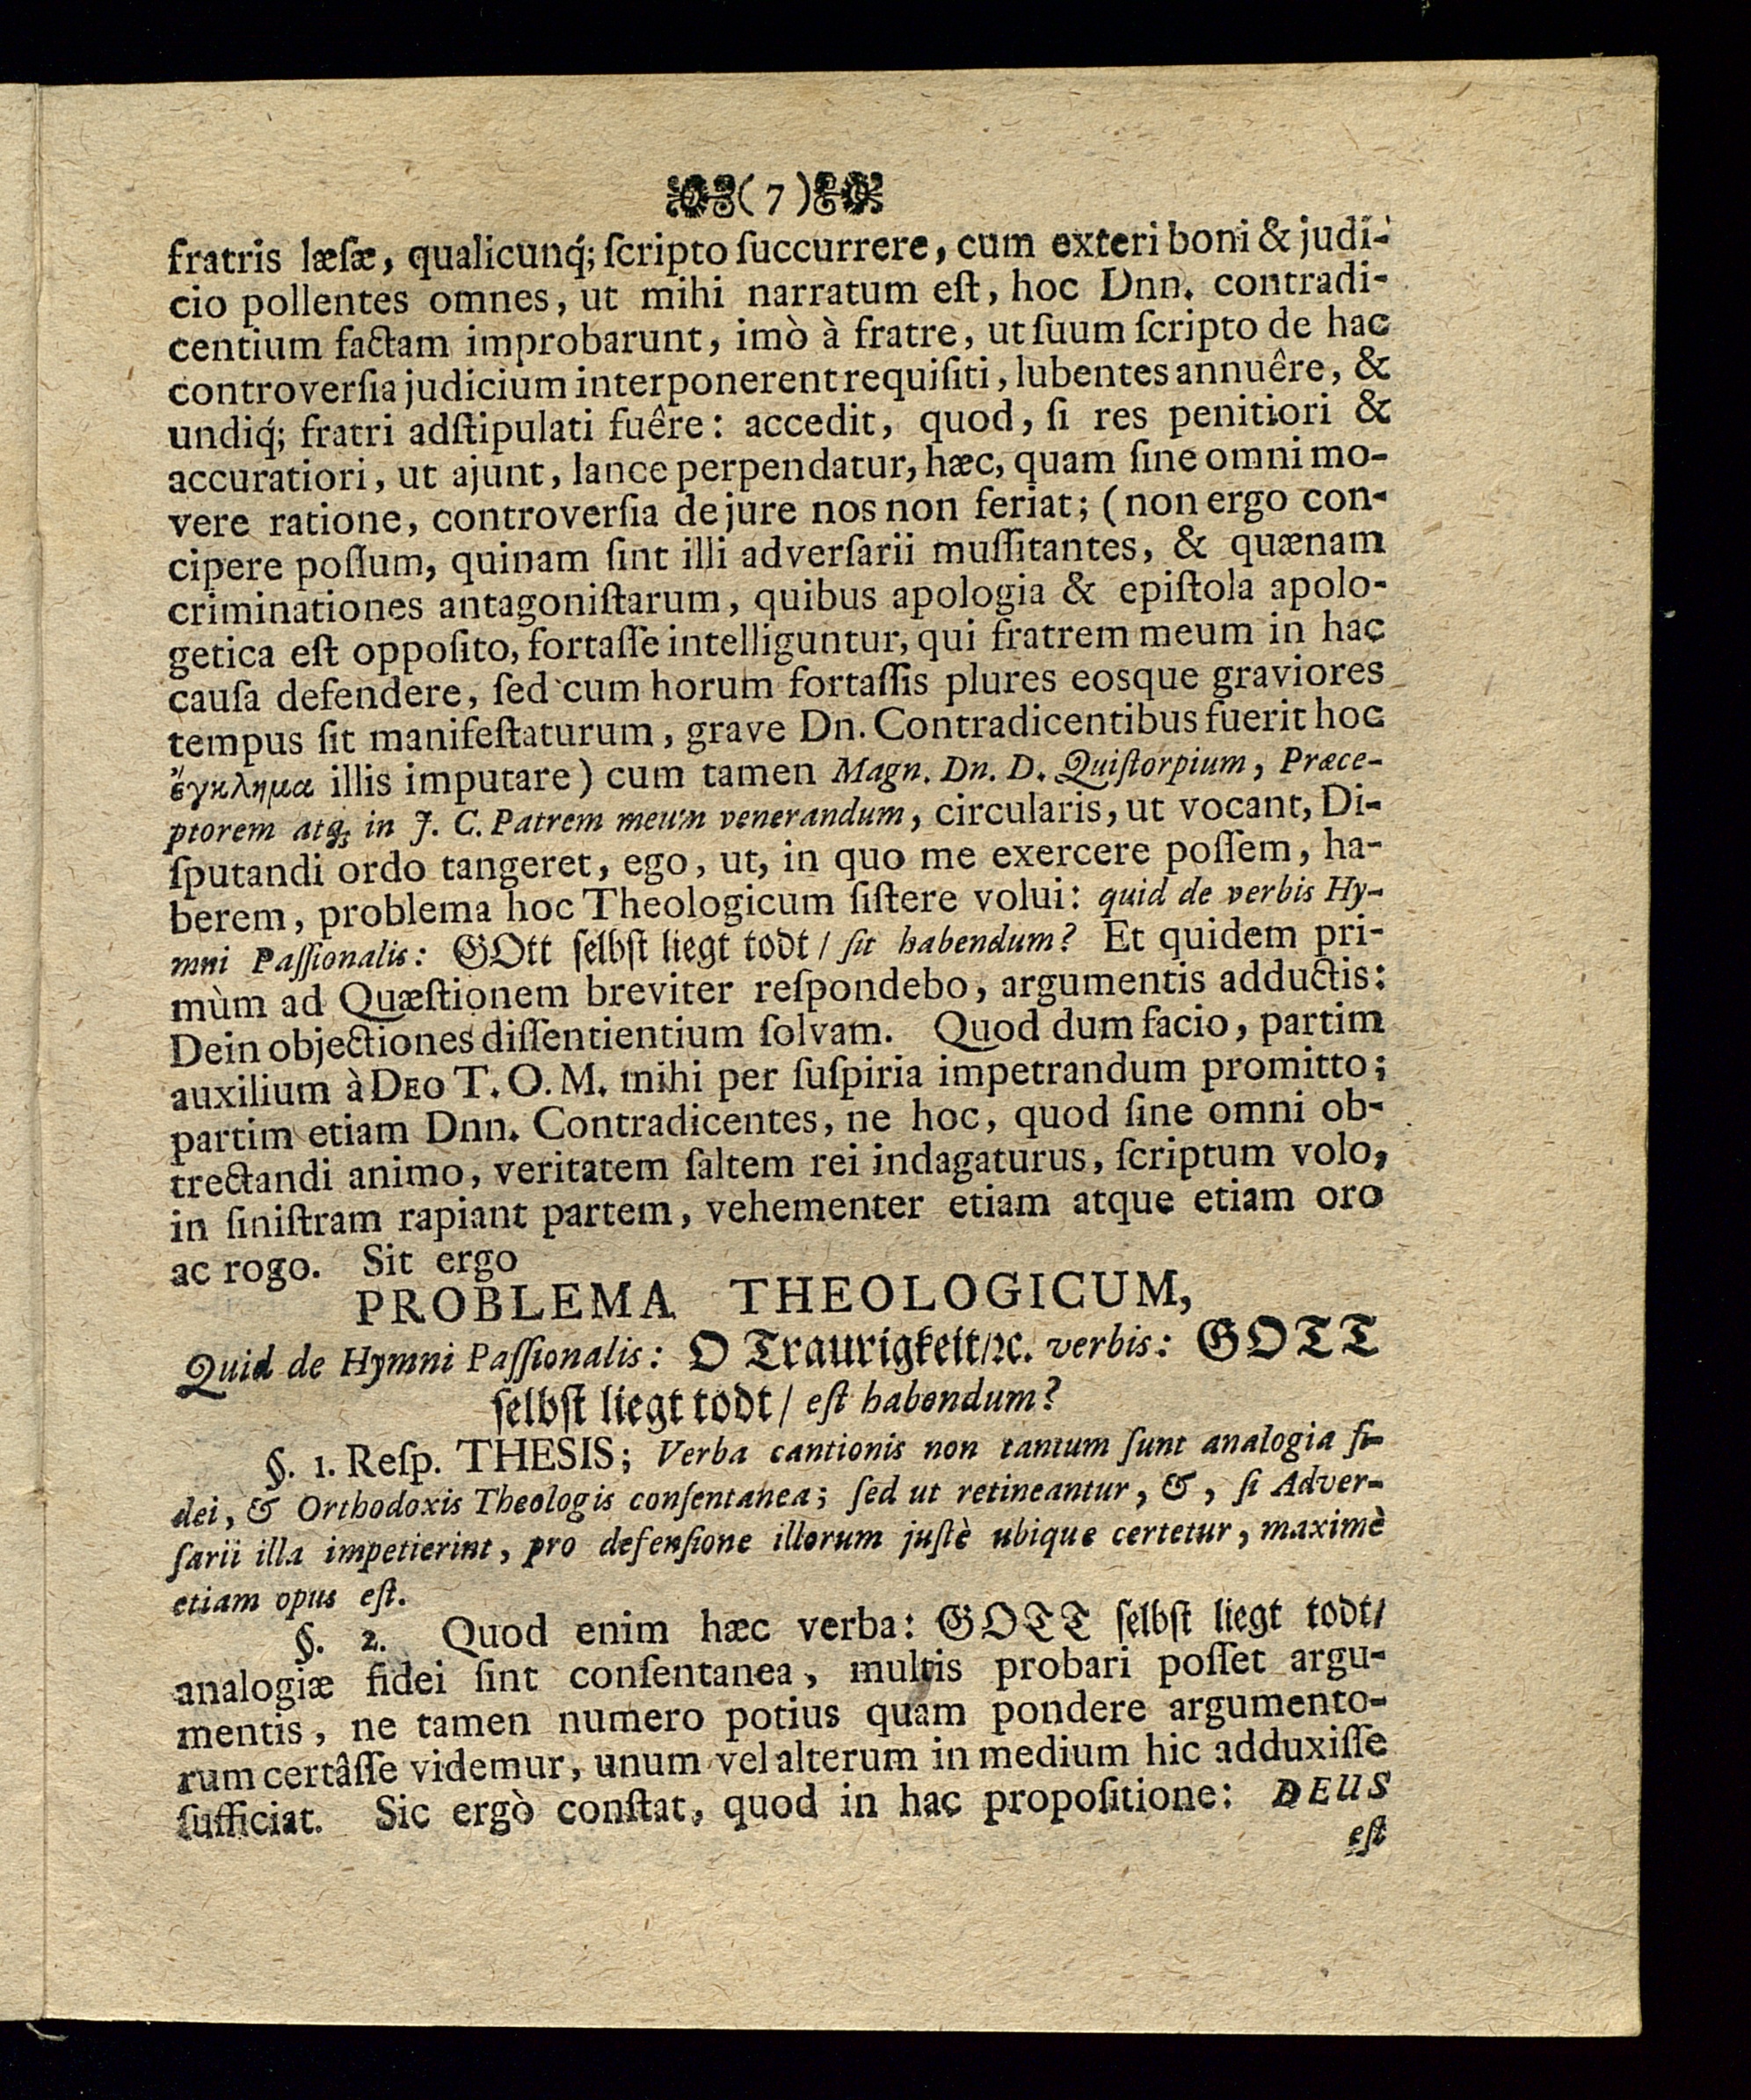 ( 7 )
fratris læſæ, qualicunq́; ſcripto ſuccurrere, cum exteri boni & judi-
cio pollentes omnes, ut mihi narratum eſt, hoc Dnn. contradi-
centium factam improbarunt, imò à fratre, ut ſuum ſcripto de hac
controverſia judicium interponerent requiſiti, lubentes annuêre, &
undiq́; fratri adſtipulati fuêre: accedit, quod, ſi res penitiori &
accuratiori, ut ajunt, lance perpendatur, hæc, quam ſine omni mo-
vere ratione, controverſia de jure nos non feriat; (non ergo con-
cipere poſſum, quinam ſint illi adverſarii muſſitantes, & quænam
criminationes antagoniſtarum, quibus apologia & epiſtola apolo-
getica eſt oppoſito, fortaſſe intelliguntur, qui fratrem meum in hac
cauſa defendere, ſed cum horum fortaſſis plures eosque graviores
tempus ſit manifeſtaturum, grave Dn. Contradicentibus fuerit hoc
ἔγκλημα illis imputare) cum tamen Magn. Dn. D. Quiſtorpium, Præce-
ptorem atq; in J. C. Patrem meum venerandum, circularis, ut vocant, Di-
ſputandi ordo tangeret, ego, ut, in quo me exercere poſſem, ha-
berem, problema hoc Theologicum ſiſtere volui: quid de verbis Hy-
mni Paſſionalis: GOtt ſelbſt liegt todt / ſit habendum? Et quidem pri-
mùm ad Quæſtionem breviter reſpondebo, argumentis adductis:
Dein objectiones diſſentientium ſolvam. Quod dum facio, partim
auxilium à DEO T. O. M. mihi per ſuſpiria impetrandum promitto;
partim etiam Dnn. Contradicentes, ne hoc, quod ſine omni ob-
trectandi animo, veritatem ſaltem rei indagaturus, ſcriptum volo,
in ſiniſtram rapiant partem, vehementer etiam atque etiam oro
ac rogo. Sit ergo
PROBLEMA THEOLOGICUM,
Quid de Hymni Paſſionalis: O Traurigkeit/ꝛc. verbis: GOTT
ſelbſt liegt todt / eſt habendum?
§. 1. Reſp. THESIS; Verba cantionis non tantum ſunt analogia fi-
dei, & Orthodoxis Theologis conſentanea; ſed ut retineantur, &, ſi Adver-
ſarii illa impetierint, pro defenſione illorum juſtè ubique certetur, maximè
etiam opus eſt.
§. 2. Quod enim hæc verba: GOTT ſelbſt liegt todt/
analogiæ fidei ſint conſentanea, multis probari poſſet argu-
mentis, ne tamen numero potius quam pondere argumento-
rum certâſſe videmur, unum vel alterum in medium hic adduxiſſe
ſufficiat. Sic ergò conſtat, quod in hac propoſitione: DEUS
eſt